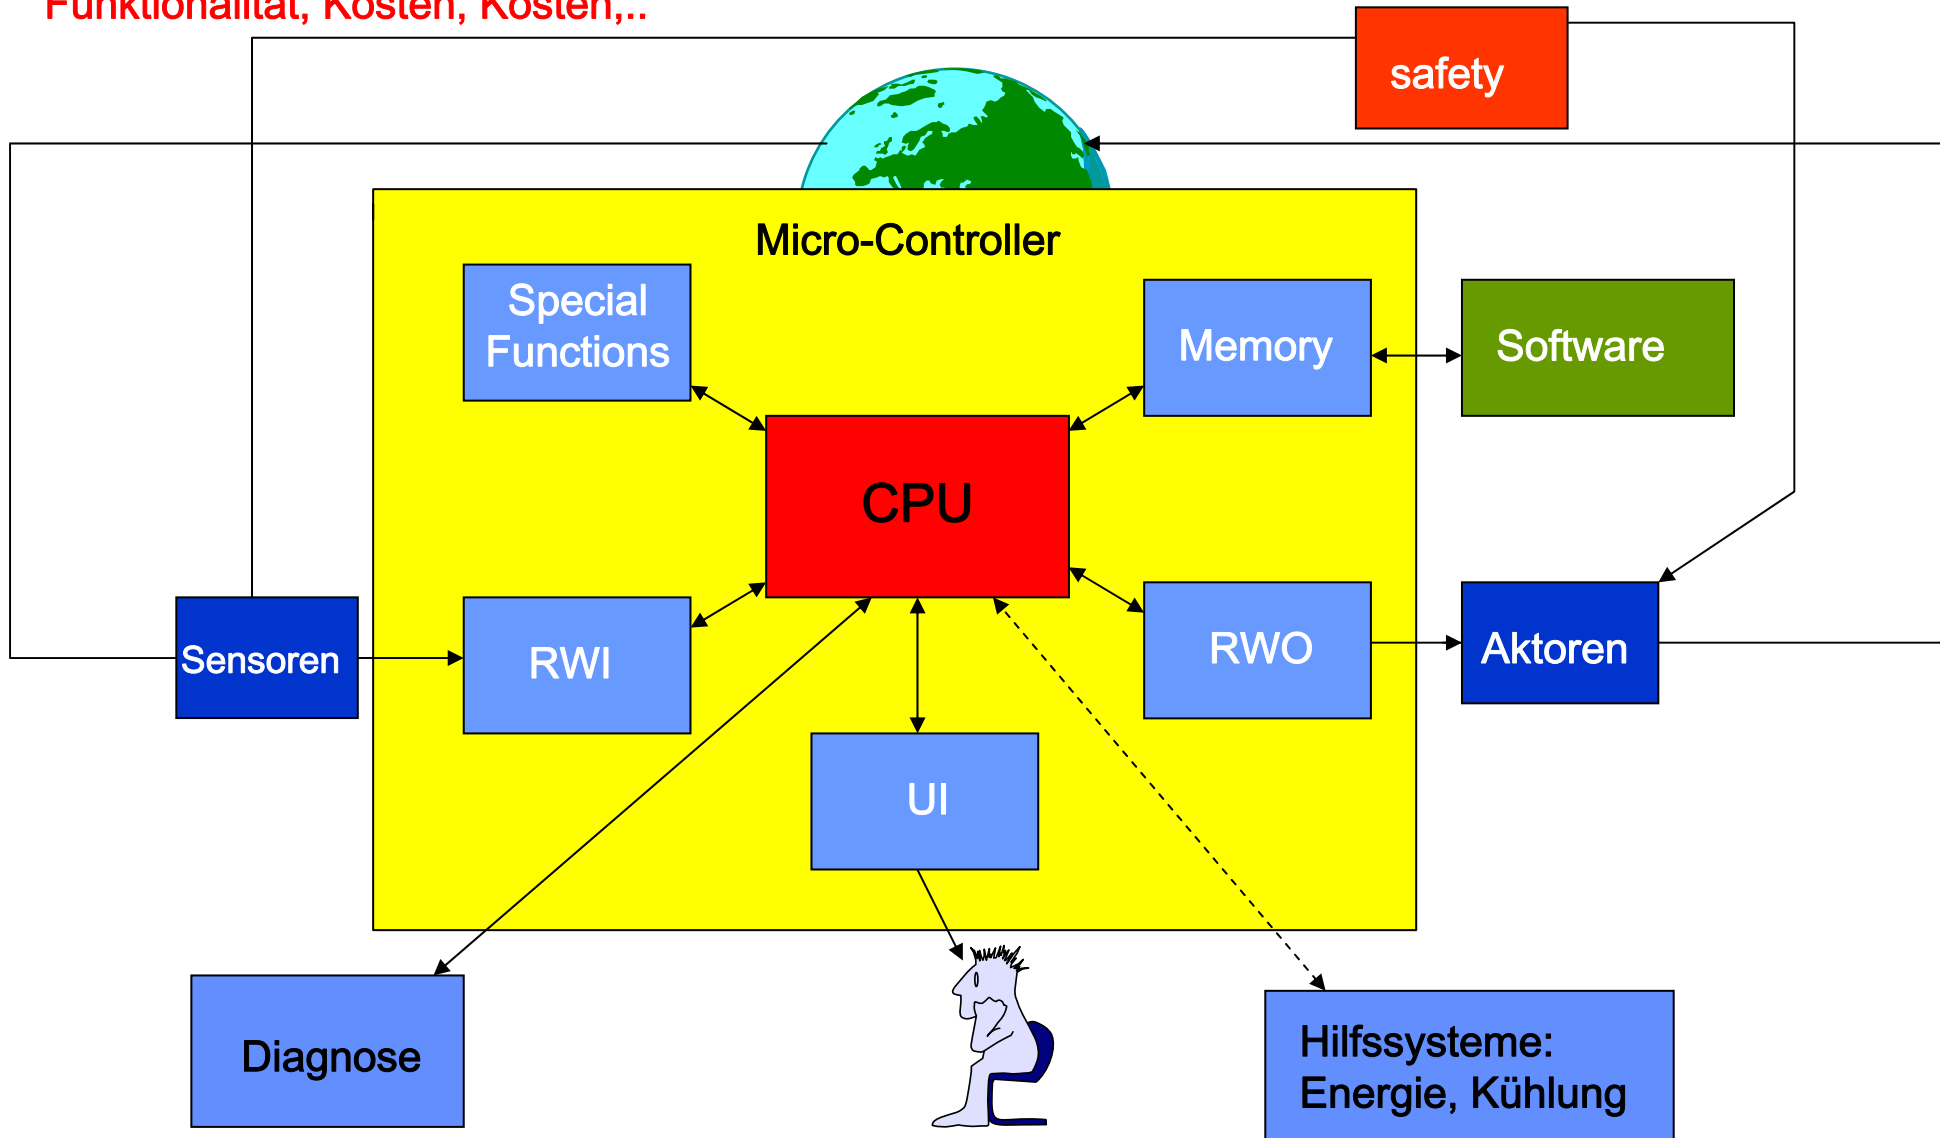 Funktionalität, Kosten, Kosten,..
safety
Micro-Controller
Special
Functions
Memory
Software
CPU
Sensoren
RWI
RWO
Aktoren
UI
Diagnose
Hilfssysteme:
Energie, Kühlung